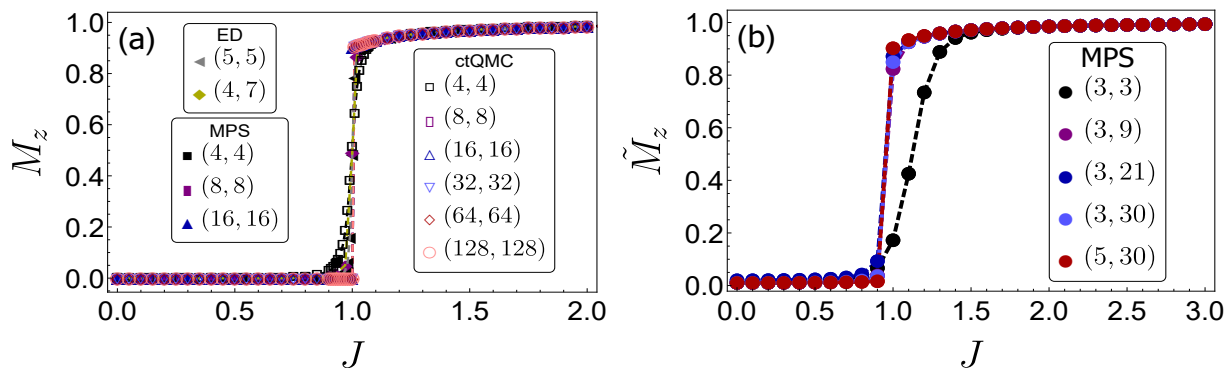 (a)
ED
(5, 5)
(4, 7)
MPS
(4, 4)
(8, 8)
(16, 16)
ctQMC
(4, 4)
(8, 8)
(16, 16)
(32, 32)
(64, 64)
(128, 128)
M_z
1.0
0.8
0.6
0.4
0.2
0.0
0.0 0.5 1.0 1.5 2.0
J
(b)
MPS
(3, 3)
(3, 9)
(3, 21)
(3, 30)
(5, 30)
M̃_z
1.0
0.8
0.6
0.4
0.2
0.0
0.0 0.5 1.0 1.5 2.0 2.5 3.0
J